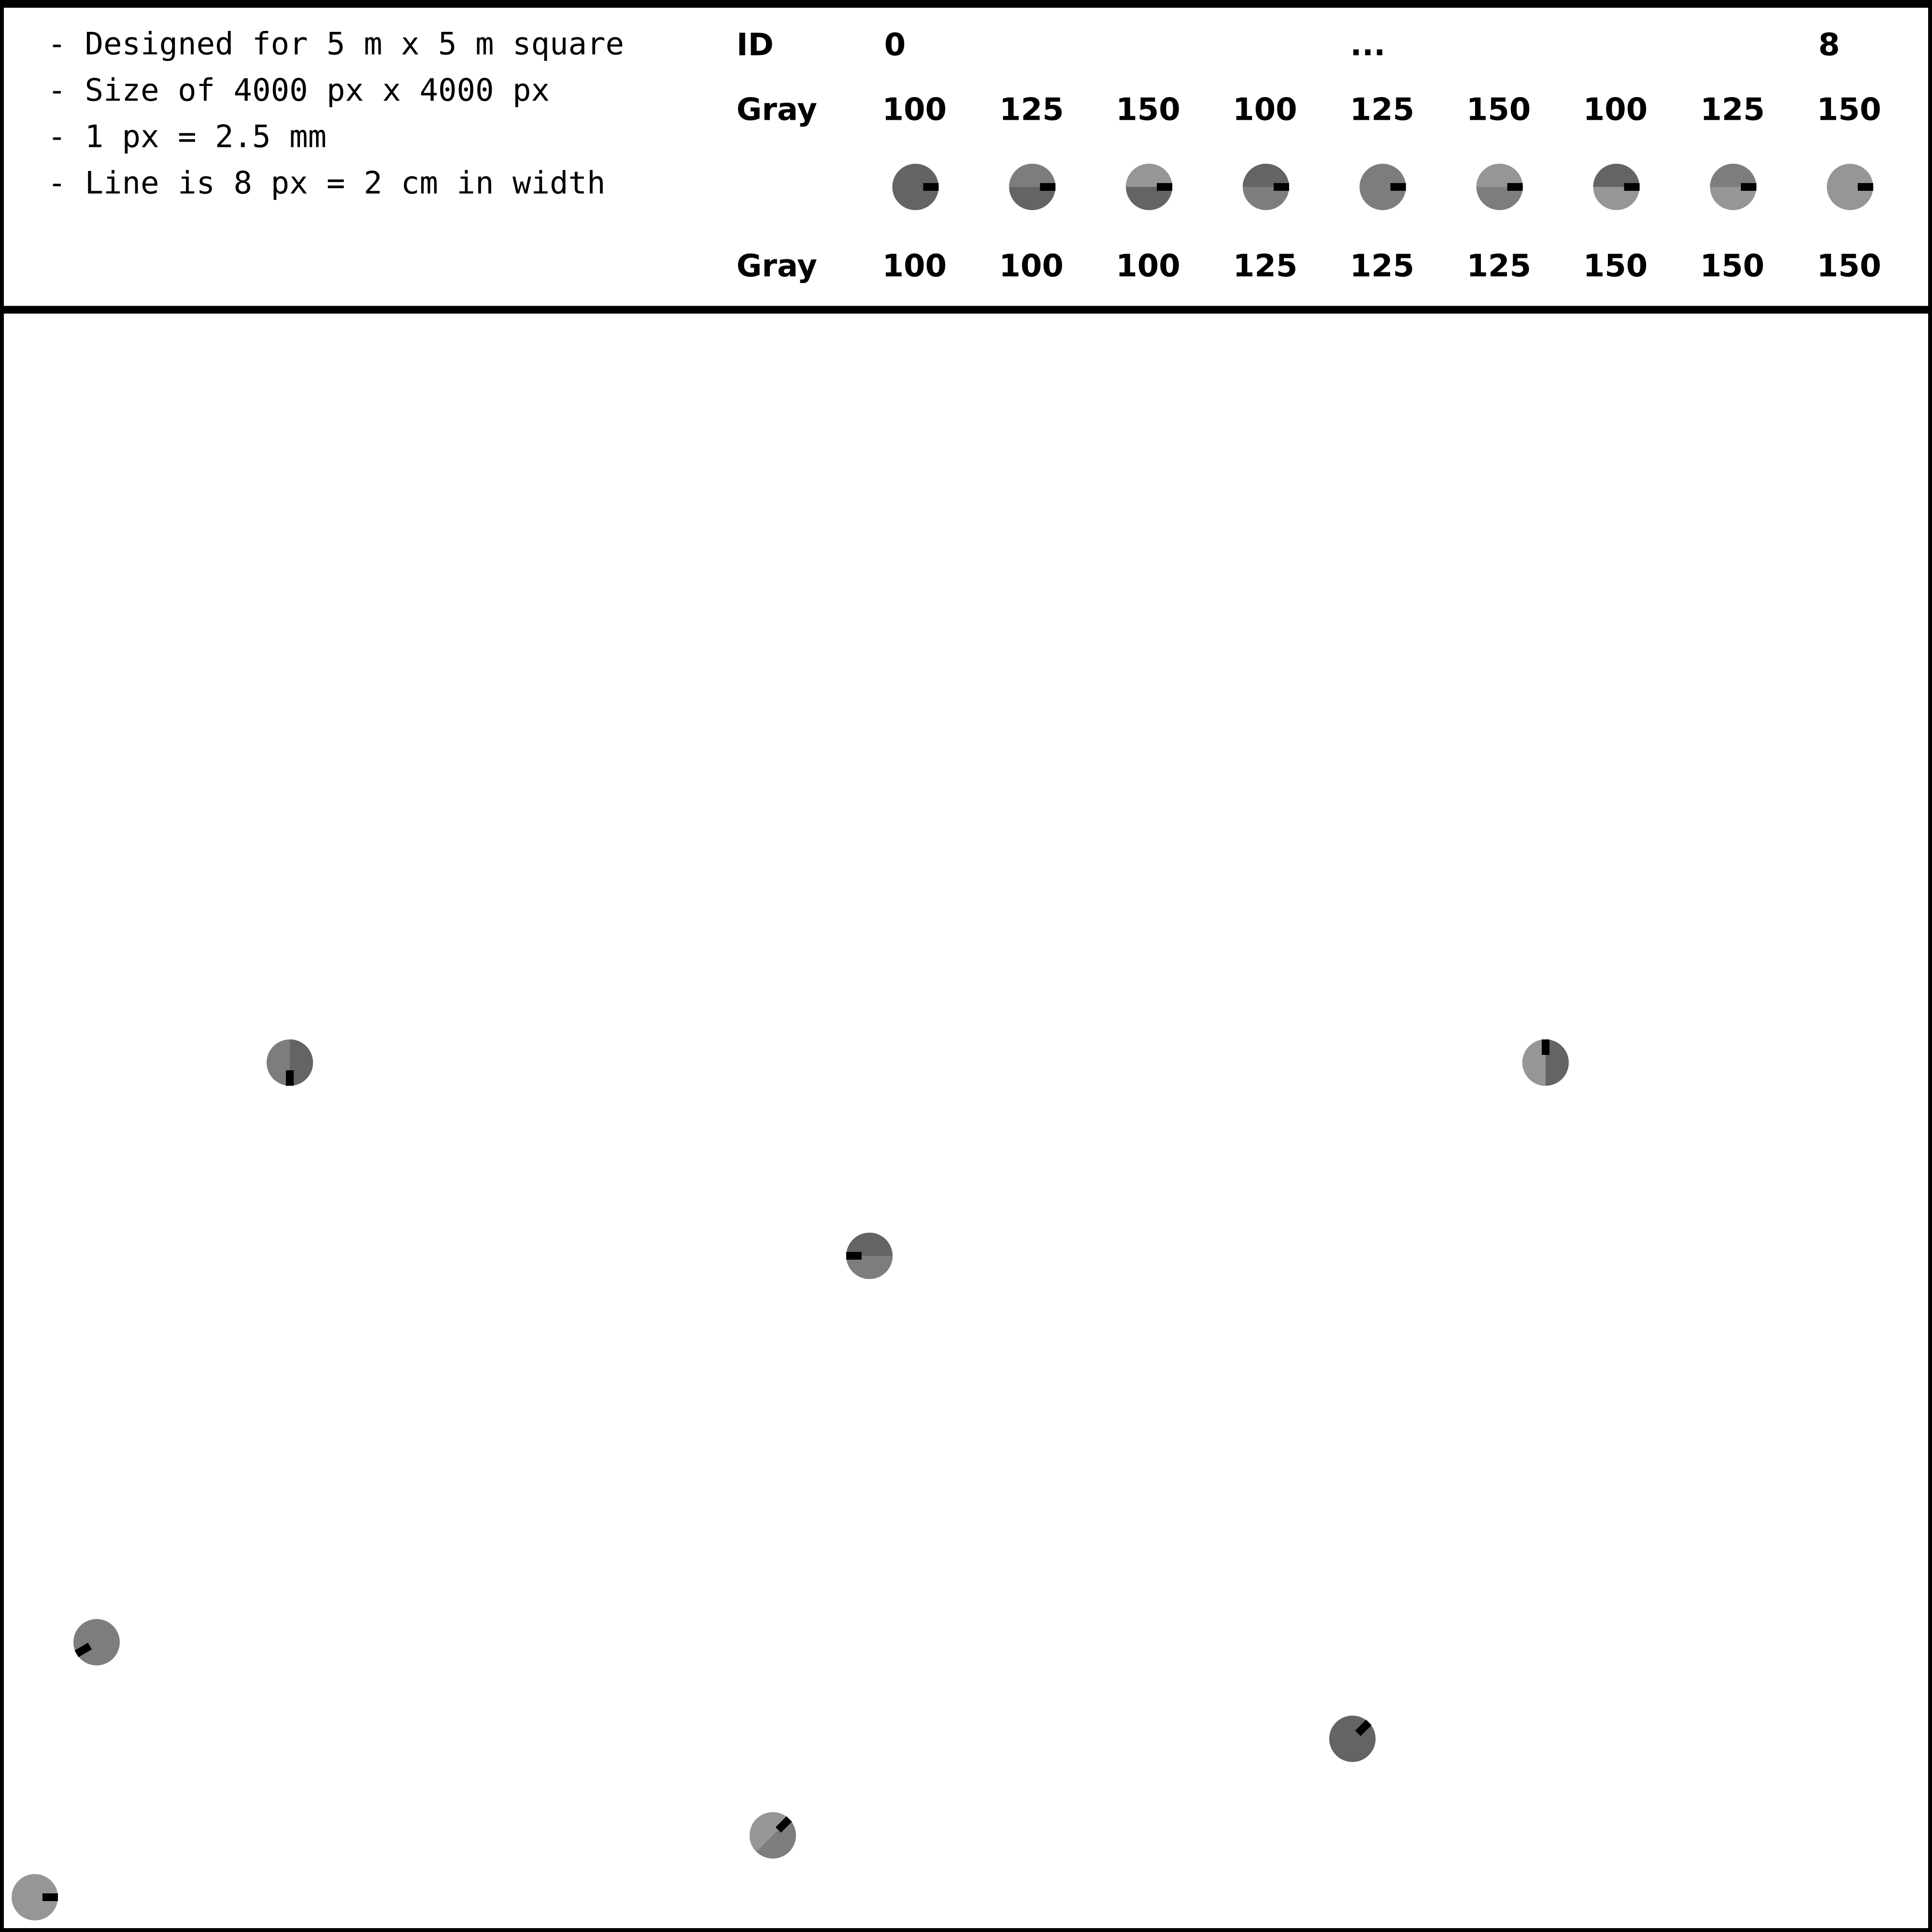 - Designed for 5 m x 5 m square
- Size of 4000 px x 4000 px
- 1 px = 2.5 mm
- Line is 8 px = 2 cm in width
ID 0 ... 8
Gray 100 125 150 100 125 150 100 125 150
Gray 100 100 100 125 125 125 150 150 150